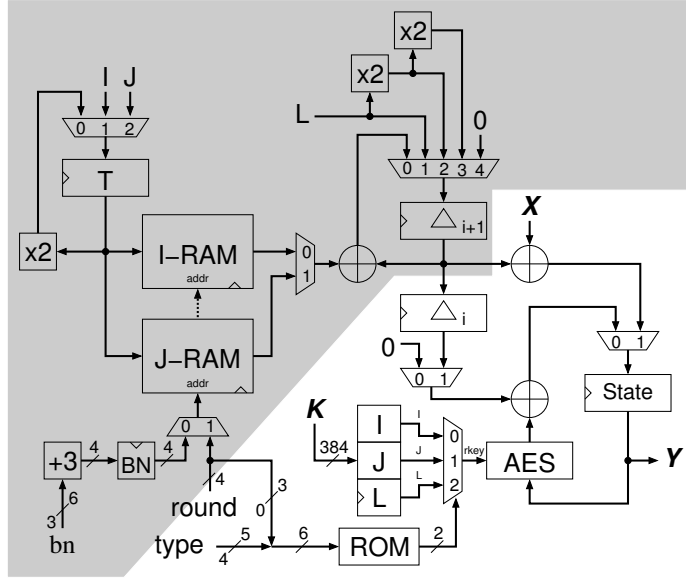 x2
x2
I J
L
0
0 1 2
0 1 2 3 4
T
△ i+1
X
x2
I-RAM
addr
0
1
△ i
J-RAM
addr
0
0 1
0 1
State
0 1
K
I
I
0
+3
4
BN
4
384
J
J
1
rkey
AES
Y
L
L
2
3
6
bn
4
round
3
0
type
5
4
6
ROM
2